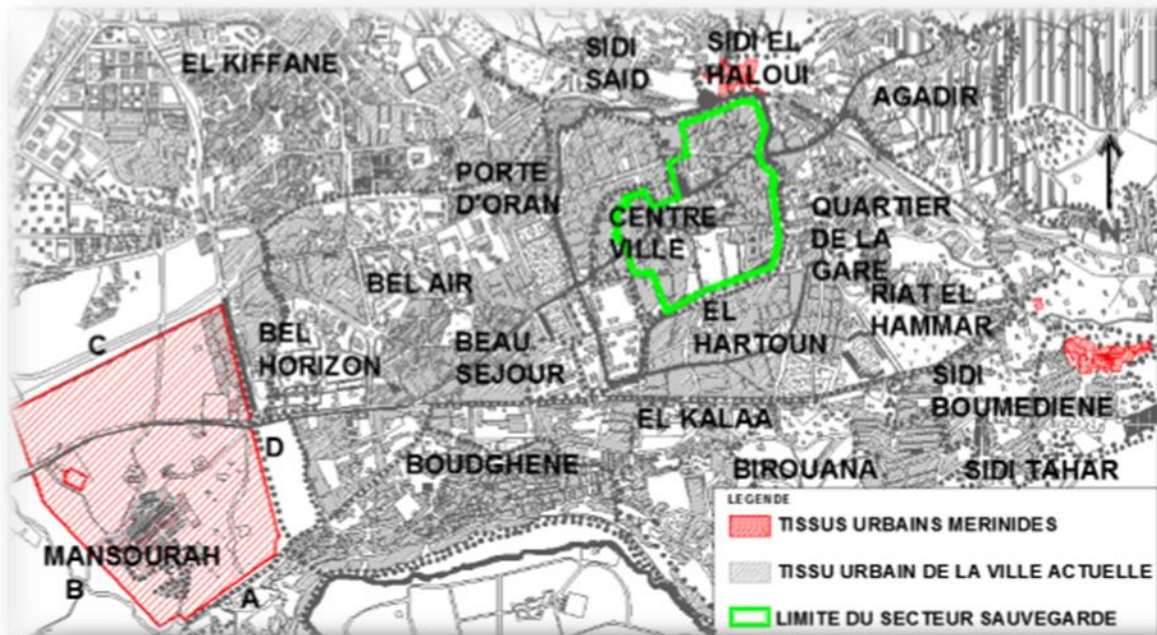 EL KIFFANE
SIDI
SAID
SIDI EL
HALOUI
AGADIR
PORTE
D'ORAN
CENTRE
VILLE
QUARTIER
DE LA
GARE
N
BEL AIR
RIAT EL
HAMMAR
C
BEL
HORIZON
BEAU
SEJOUR
EL
HARTOUN
SIDI
BOUMEDIENE
EL KALAA
D
BOUDGHENE
BIROUANA
SIDI TAHAR
MANSOURAH
B
A
LEGENDE
TISSUS URBAINS MERINIDES
TISSU URBAIN DE LA VILLE ACTUELLE
LIMITE DU SECTEUR SAUVEGARDE